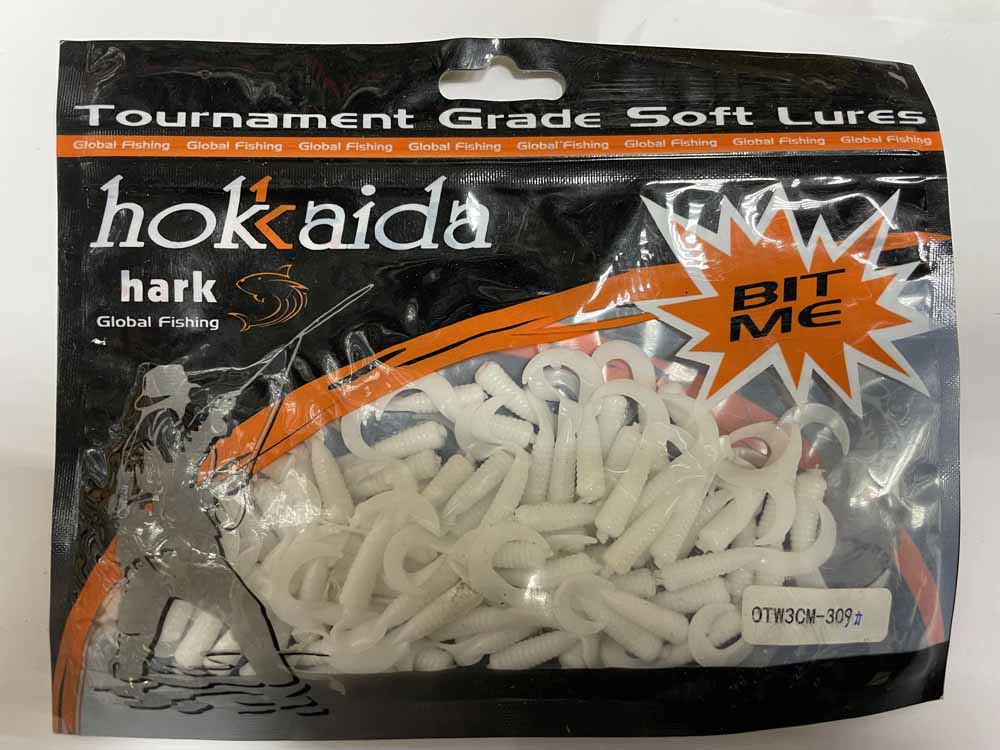 Tournament Grade Soft Lures
Global Fishing Global Fishing Global Fishing Global Fishing Global Fishing Global Fishing Global Fishing Global Fishing
hokkaida
hark
Global Fishing
BIT
ME
OTW3CM-309